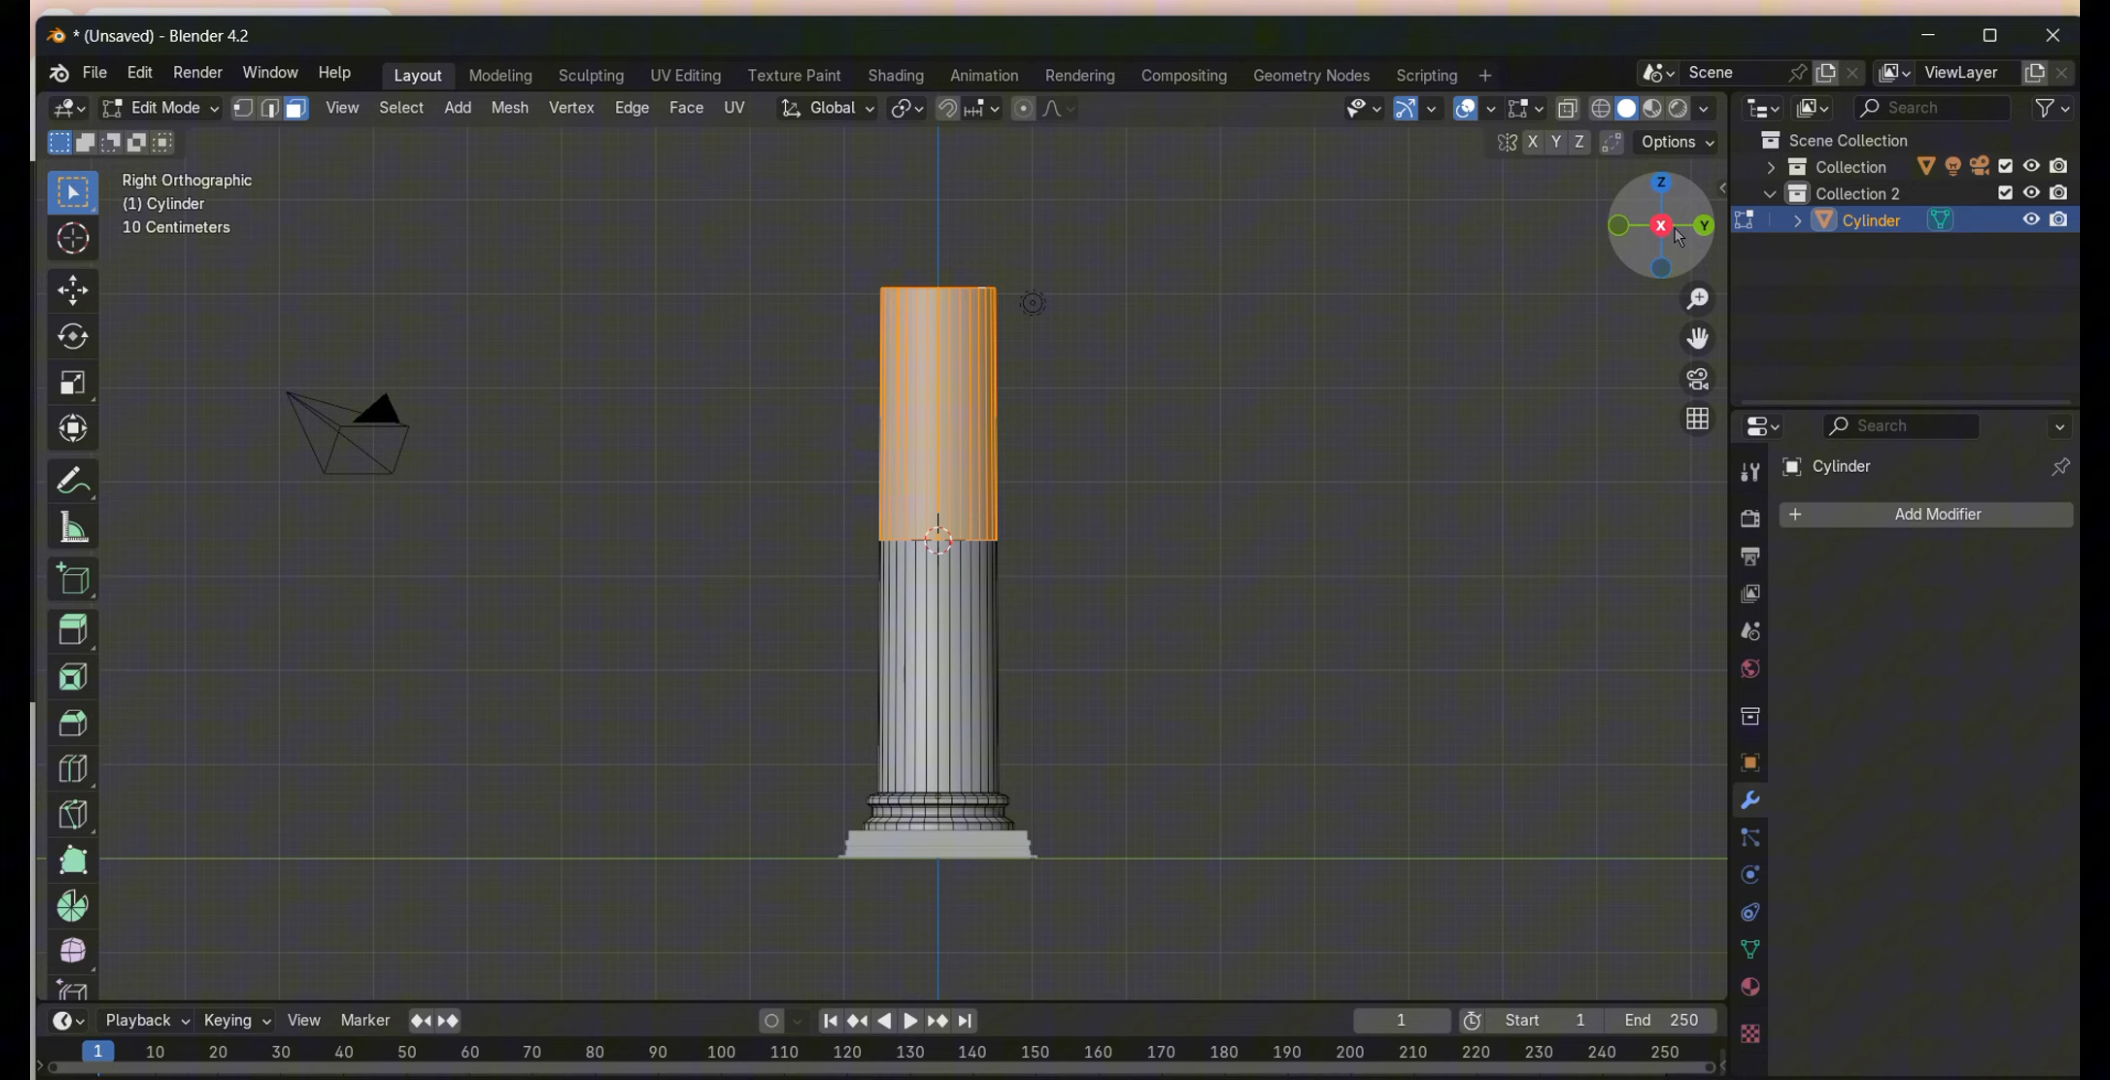 * (Unsaved) - Blender 4.2
File Edit Render Window Help Layout Modeling Sculpting UV Editing Texture Paint Shading Animation Rendering Compositing Geometry Nodes Scripting + Scene ViewLayer
Edit Mode View Select Add Mesh Vertex Edge Face UV Global Search
X Y Z Options
Scene Collection
Collection
Collection 2
Cylinder
Right Orthographic
(1) Cylinder
10 Centimeters
Z
X Y
Search
Cylinder
+ Add Modifier
Playback Keying View Marker 1 Start 1 End 250
1 10 20 30 40 50 60 70 80 90 100 110 120 130 140 150 160 170 180 190 200 210 220 230 240 250